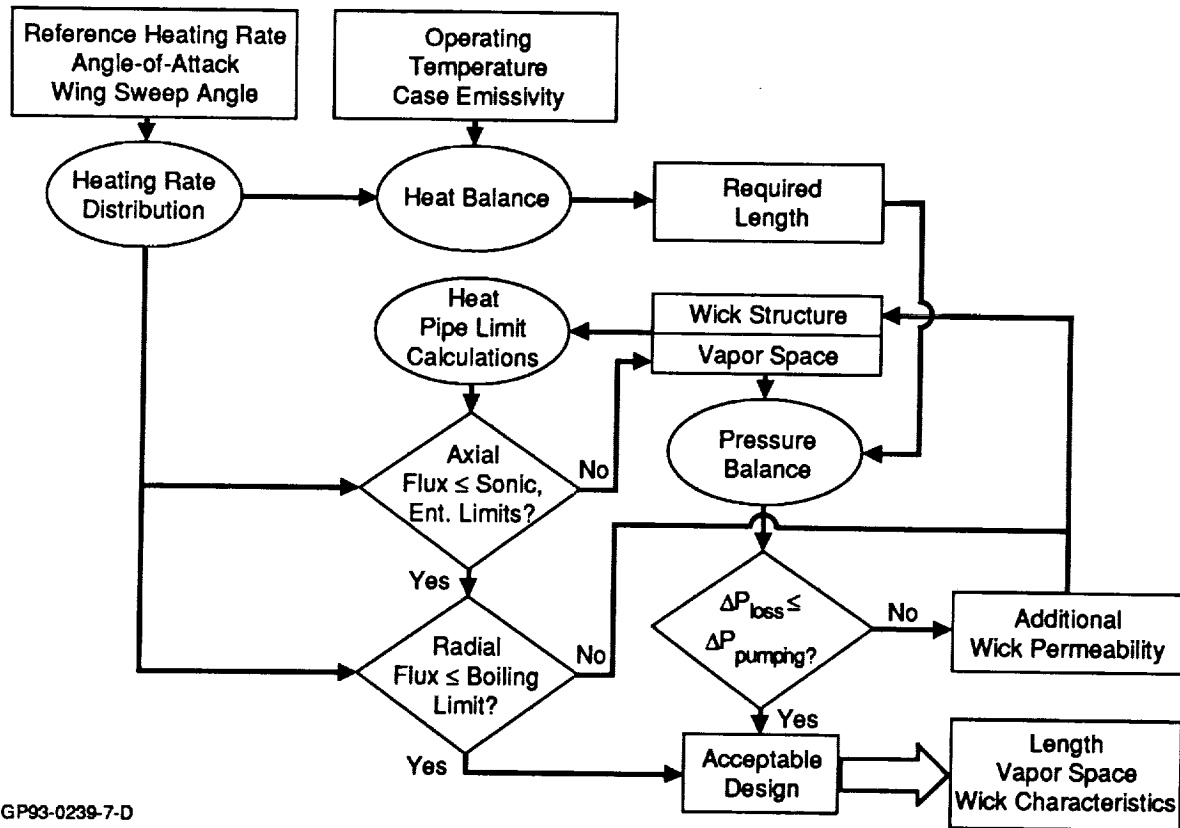 Reference Heating Rate
Angle-of-Attack
Wing Sweep Angle
Operating
Temperature
Case Emissivity
Heating Rate
Distribution
Heat Balance
Required
Length
Heat
Pipe Limit
Calculations
Wick Structure
Vapor Space
Pressure
Balance
Axial
Flux ≤ Sonic,
Ent. Limits?
No
Yes
Radial
Flux ≤ Boiling
Limit?
No
Yes
ΔPloss ≤
ΔPpumping?
No
Additional
Wick Permeability
Yes
Acceptable
Design
Length
Vapor Space
Wick Characteristics
GP93-0239-7-D